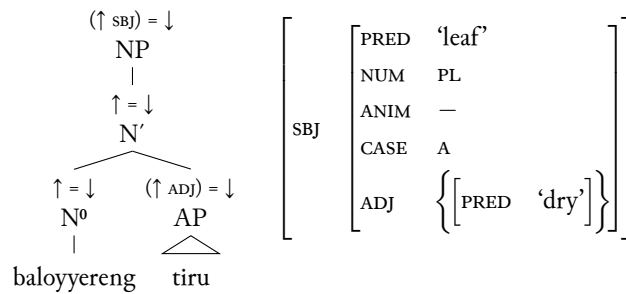 (↑ SBJ) = ↓
NP
↑ = ↓
N′
↑ = ↓ (↑ ADJ) = ↓
N⁰ AP
baloyyereng tiru
SBJ
PRED ‘leaf’
NUM PL
ANIM —
CASE A
ADJ {[PRED ‘dry’]}